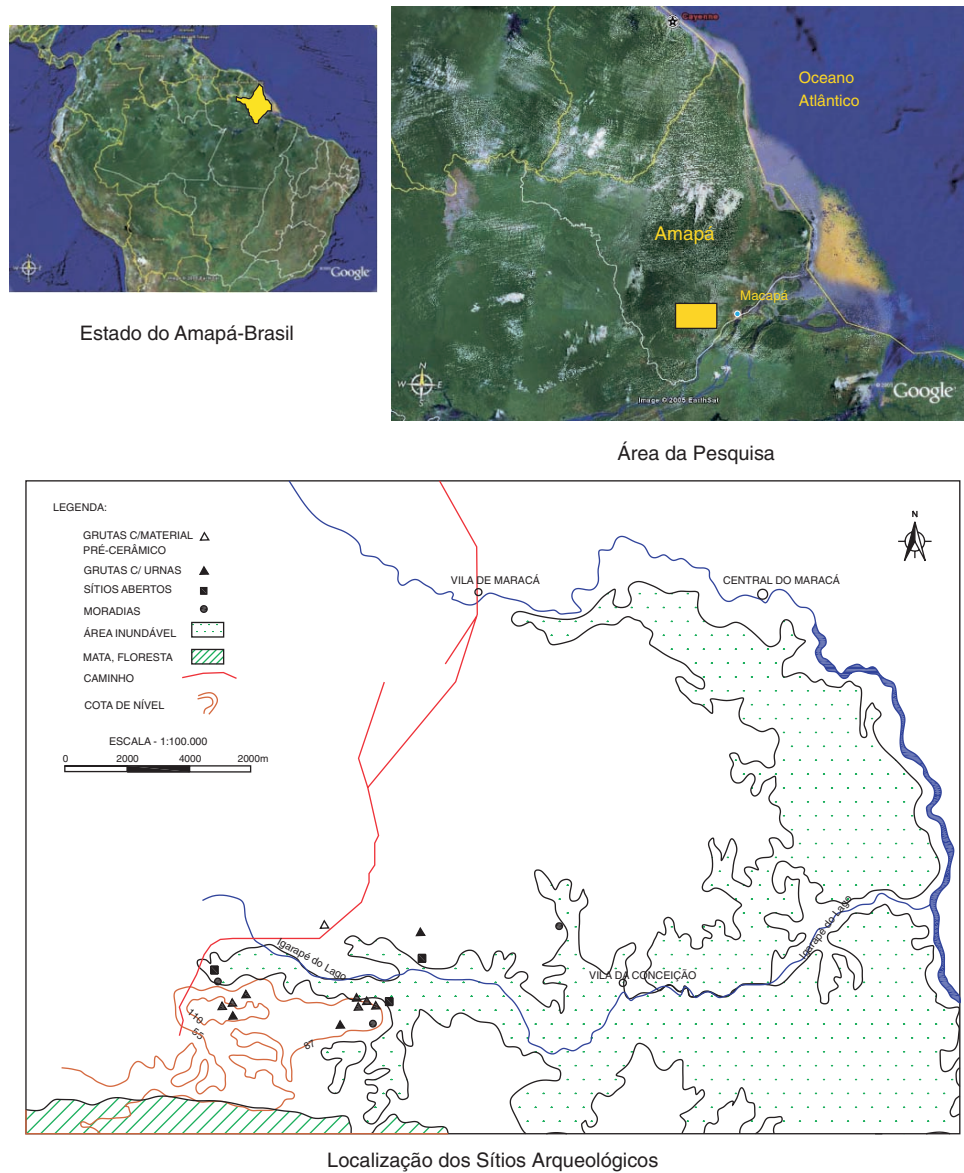 Google
Estado do Amapá-Brasil
Cayenne
Oceano
Atlântico
Amapá
Macapá
W
N
E
Image © 2005 EarthSat
© 2005
Google
Área da Pesquisa
LEGENDA:
GRUTAS C/MATERIAL
PRÉ-CERÂMICO
GRUTAS C/ URNAS
SÍTIOS ABERTOS
MORADIAS
ÁREA INUNDÁVEL
MATA, FLORESTA
CAMINHO
COTA DE NÍVEL
ESCALA - 1:100.000
0 2000 4000 2000m
N
VILA DE MARACÁ
CENTRAL DO MARACÁ
Igarapé do Lago
Igarapé do Lago
VILA DA CONCEIÇÃO
110
55
87
Localização dos Sítios Arqueológicos